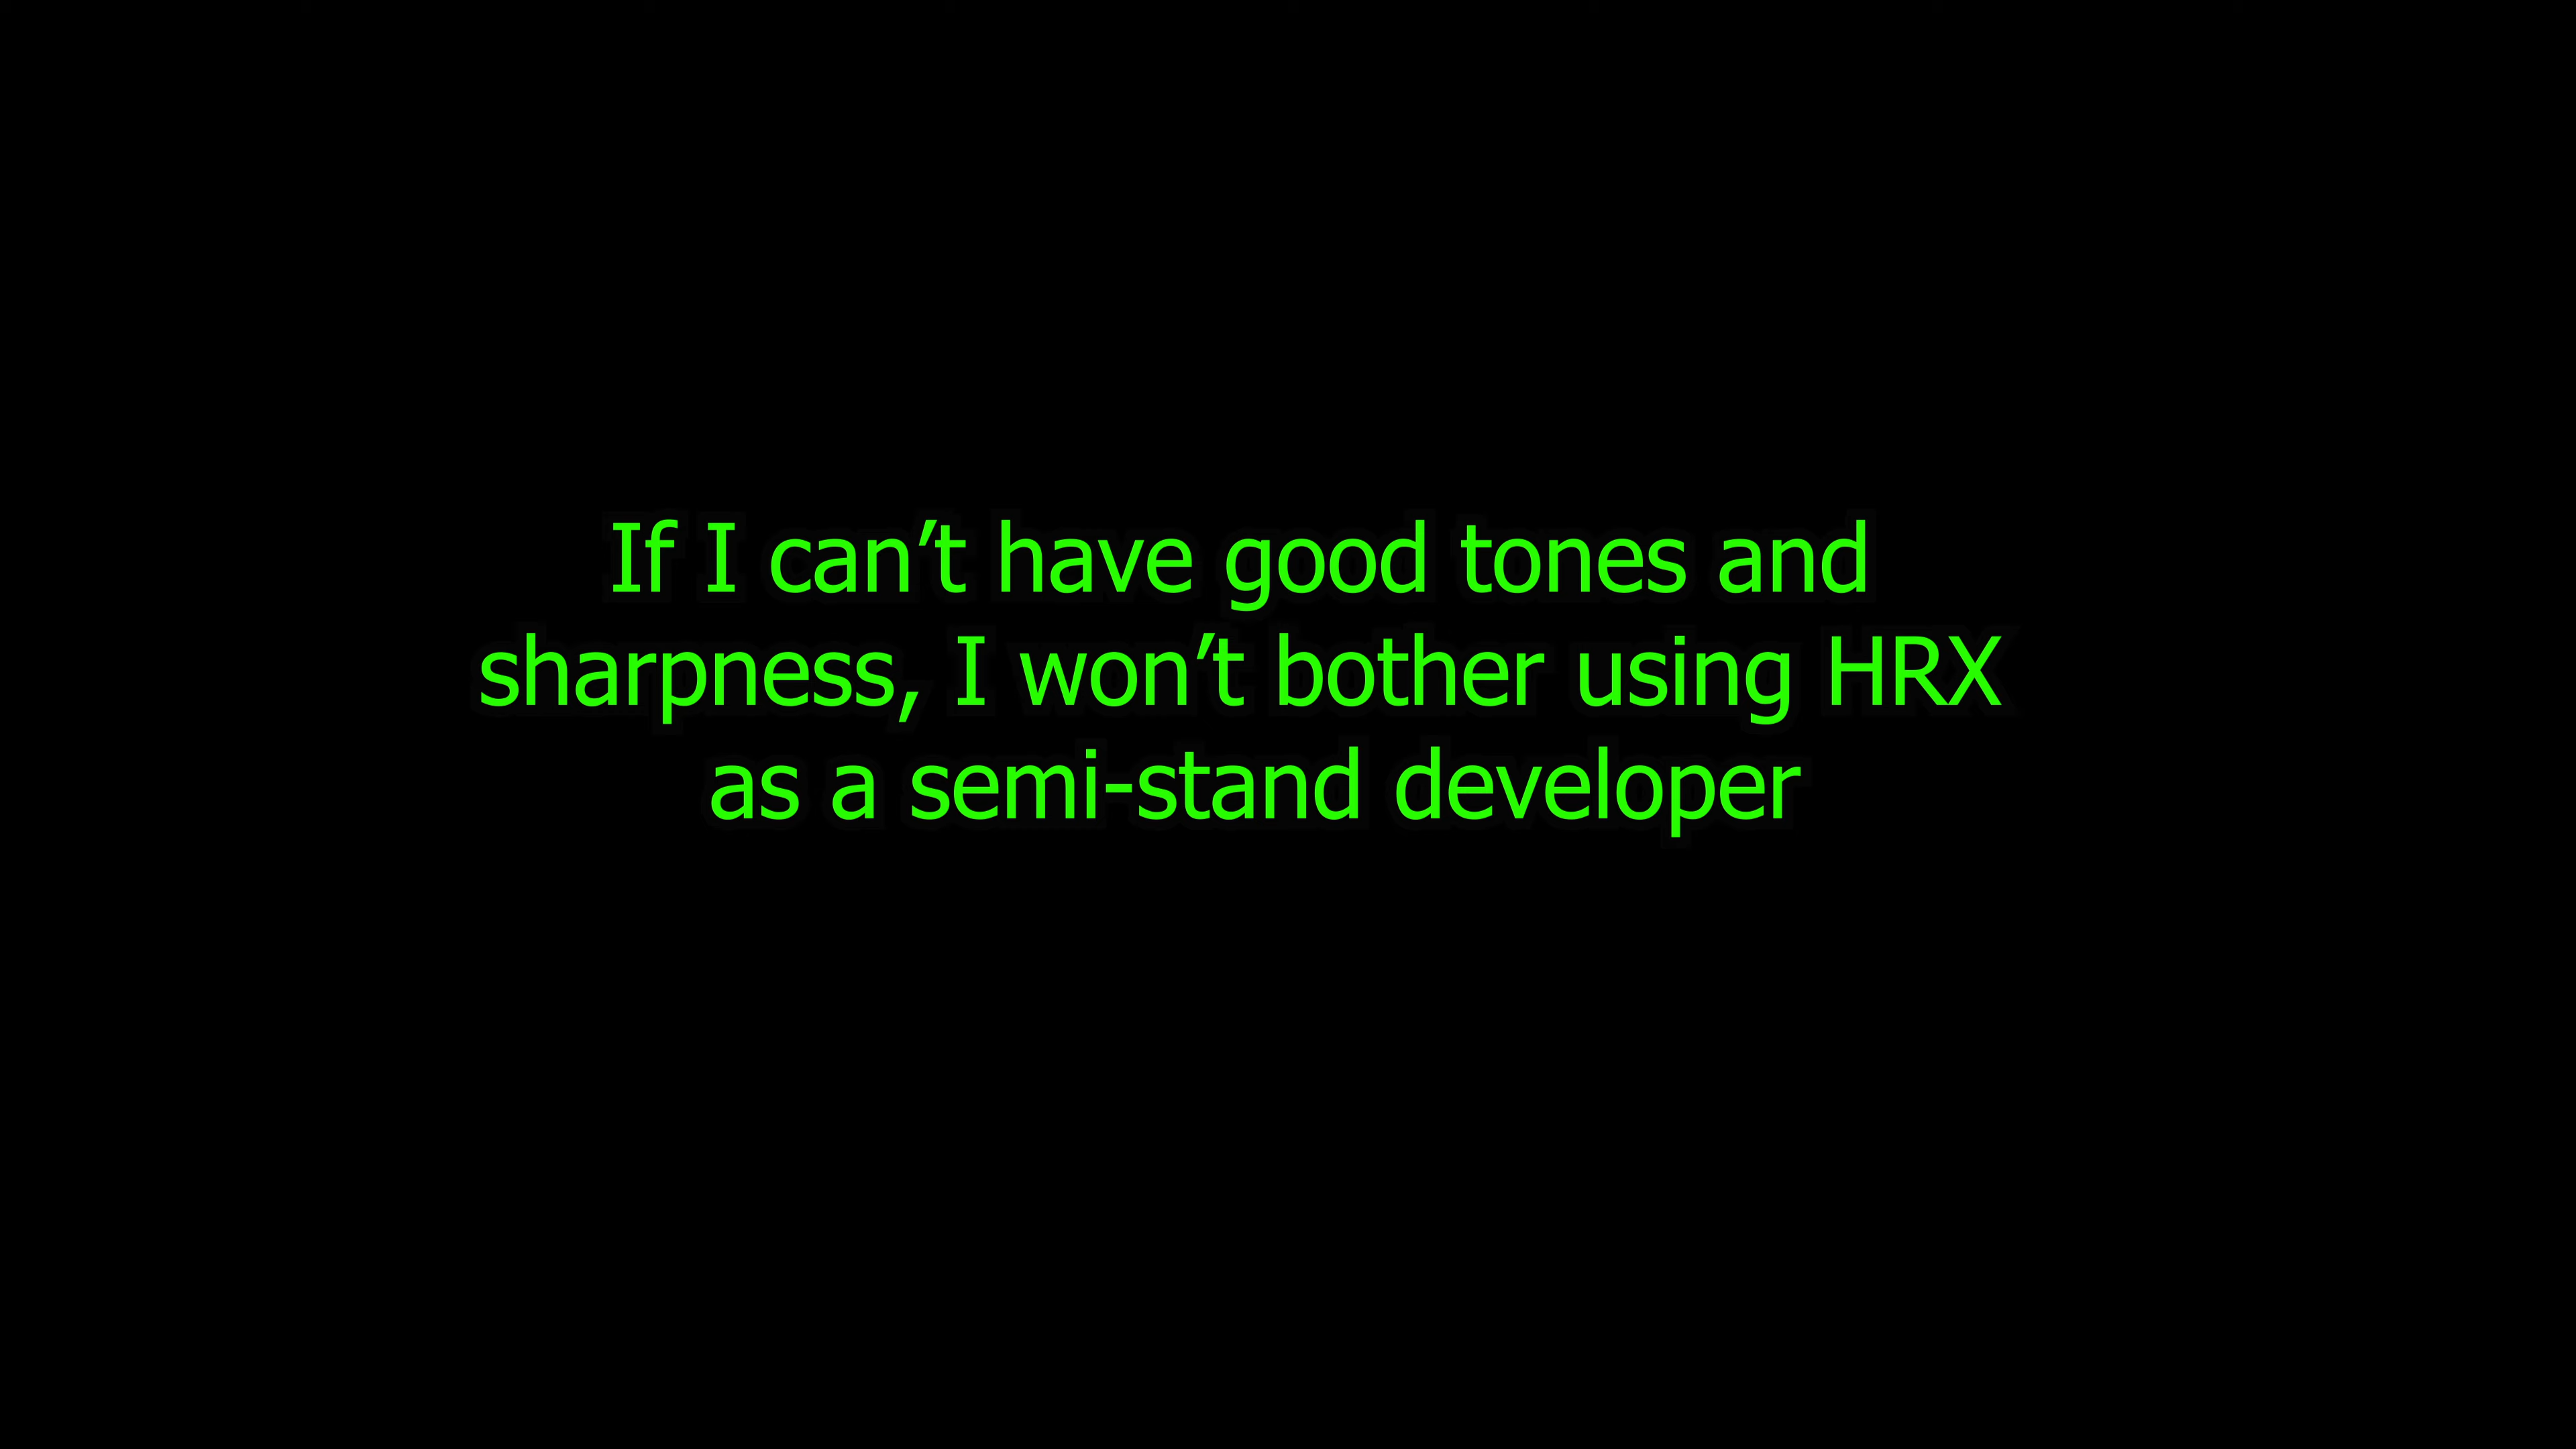 If I can’t have good tones and
sharpness, I won’t bother using HRX
as a semi-stand developer